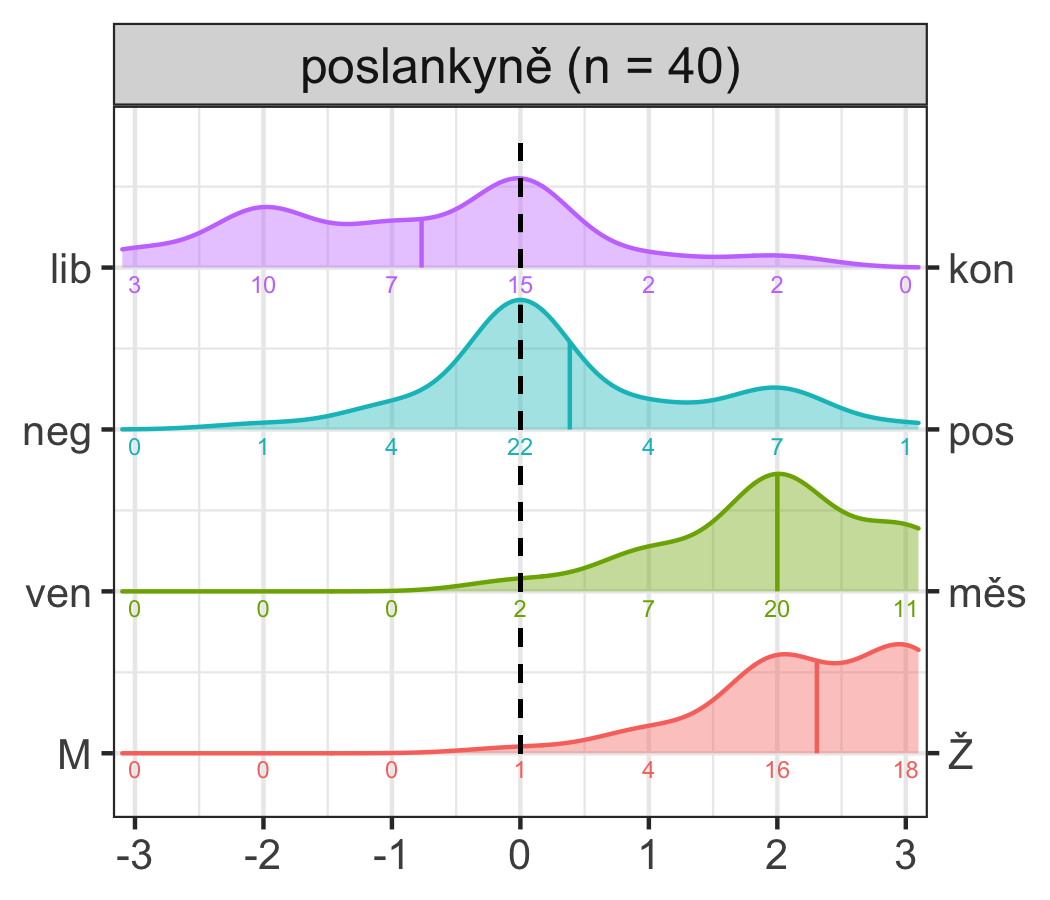 poslankyně (n = 40)
lib kon
3 10 7 15 2 2 0
neg pos
0 1 4 22 4 7 1
ven měs
0 0 0 2 7 20 11
M Ž
0 0 0 1 4 16 18
-3 -2 -1 0 1 2 3